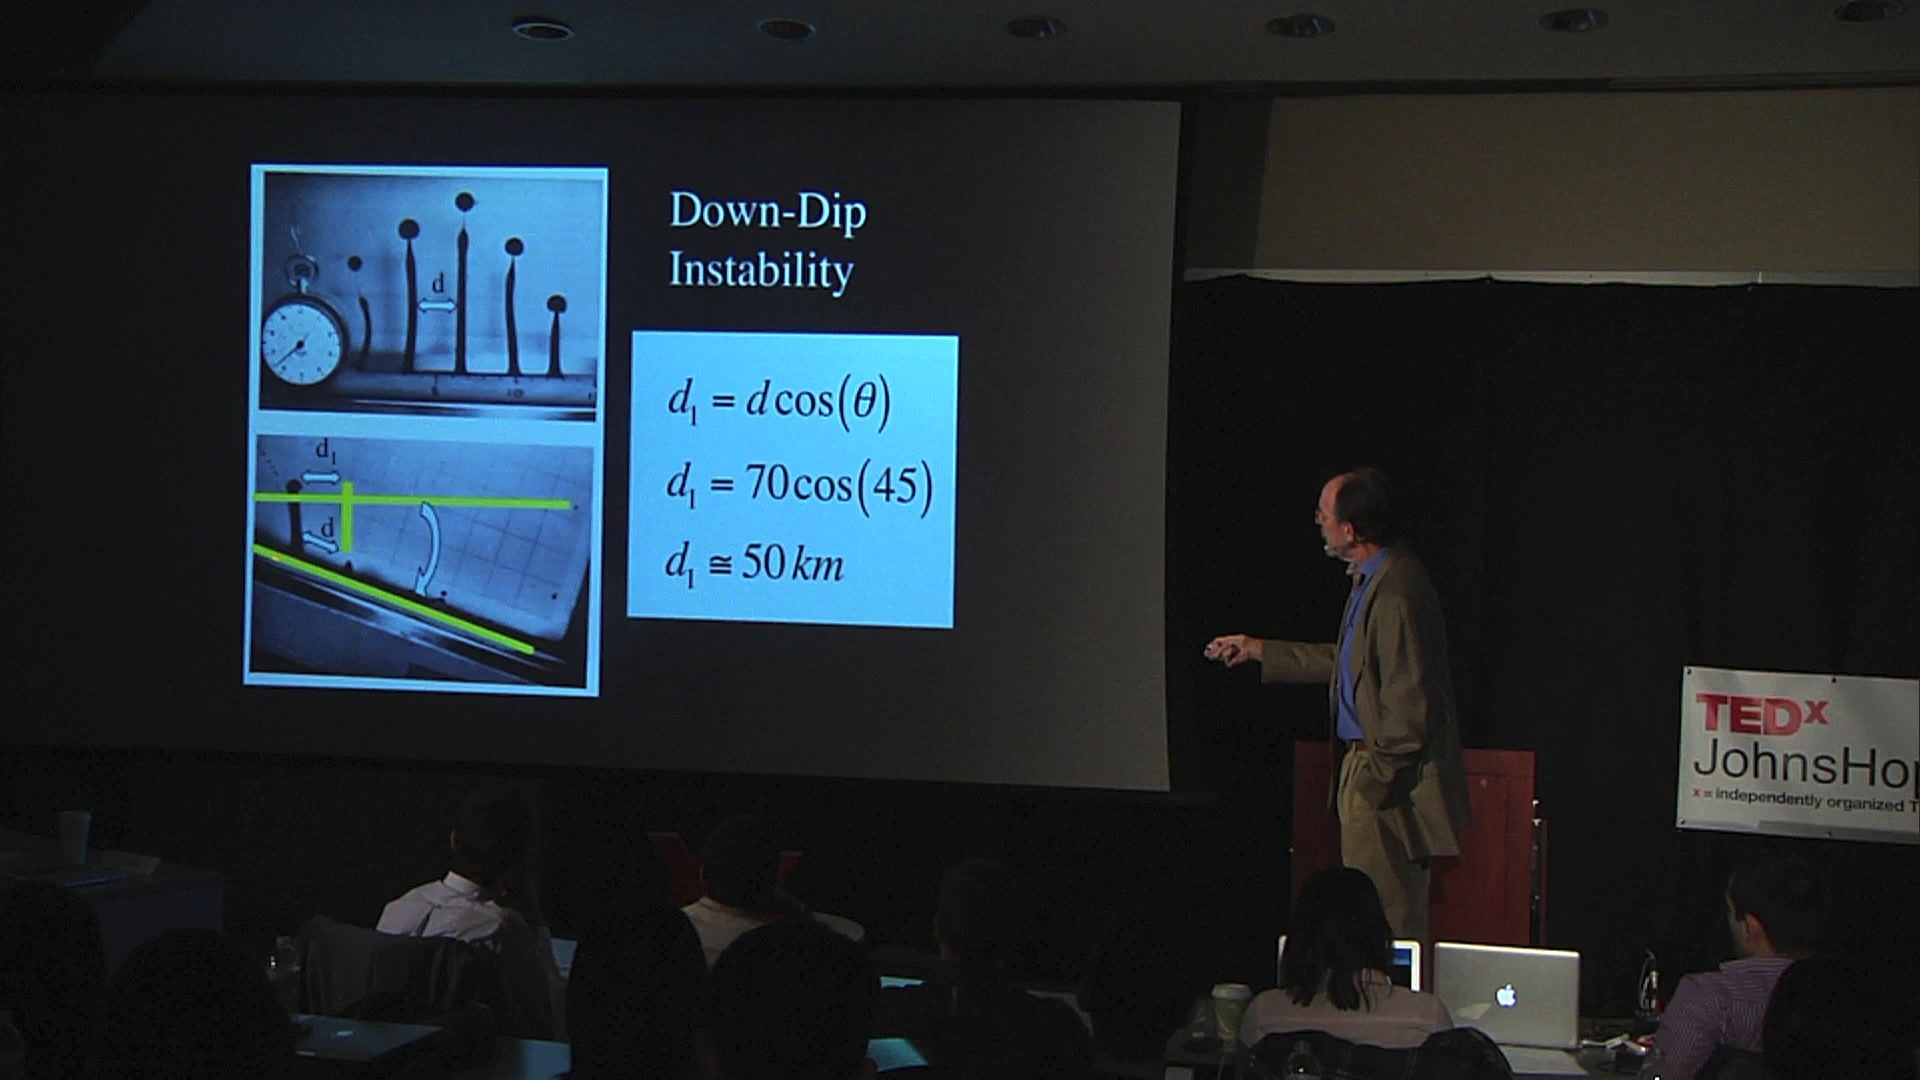 Down-Dip
Instability
d
d₁
d
d₁ = d cos(θ)
d₁ = 70 cos(45)
d₁ ≅ 50 km
TEDx
JohnsHop
x = independently organized T